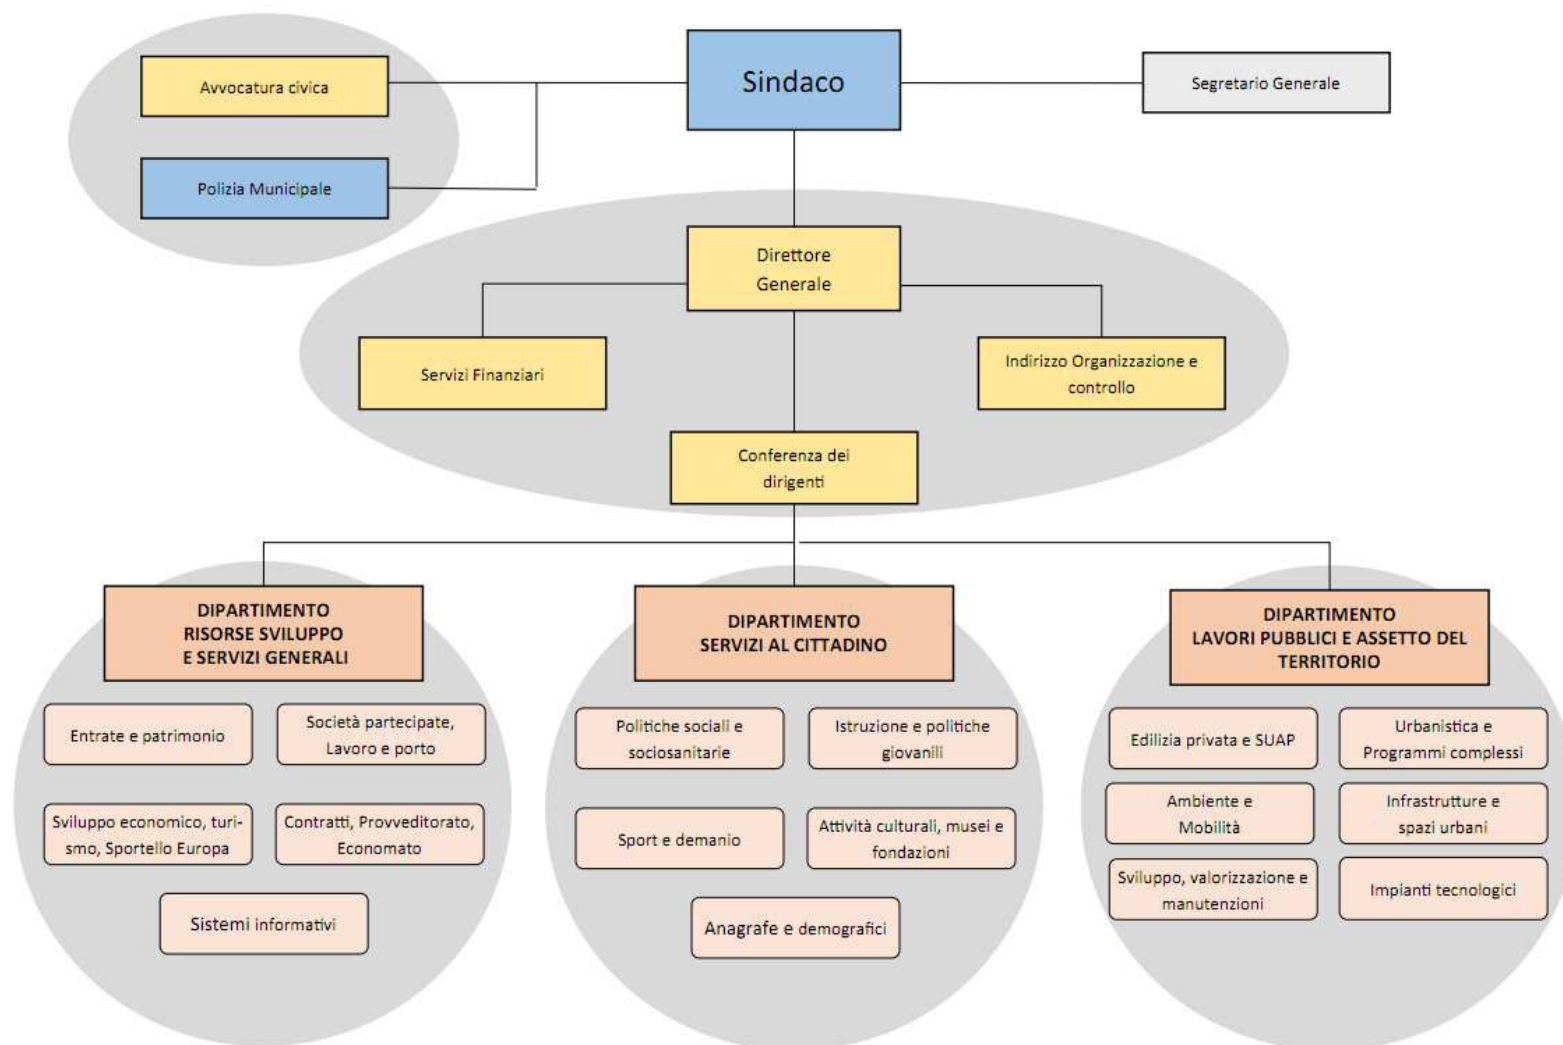 Avvocatura civica
Sindaco
Segretario Generale
Polizia Municipale
Direttore
Generale
Servizi Finanziari
Indirizzo Organizzazione e
controllo
Conferenza dei
dirigenti
DIPARTIMENTO
RISORSE SVILUPPO
E SERVIZI GENERALI
Entrate e patrimonio
Società partecipate,
Lavoro e porto
Sviluppo economico, turi-
smo, Sportello Europa
Contratti, Provveditorato,
Economato
Sistemi informativi
DIPARTIMENTO
SERVIZI AL CITTADINO
Politiche sociali e
sociosanitarie
Istruzione e politiche
giovanili
Sport e demanio
Attività culturali, musei e
fondazioni
Anagrafe e demografici
DIPARTIMENTO
LAVORI PUBBLICI E ASSETTO DEL
TERRITORIO
Edilizia privata e SUAP
Urbanistica e
Programmi complessi
Ambiente e
Mobilità
Infrastrutture e
spazi urbani
Sviluppo, valorizzazione e
manutenzioni
Impianti tecnologici